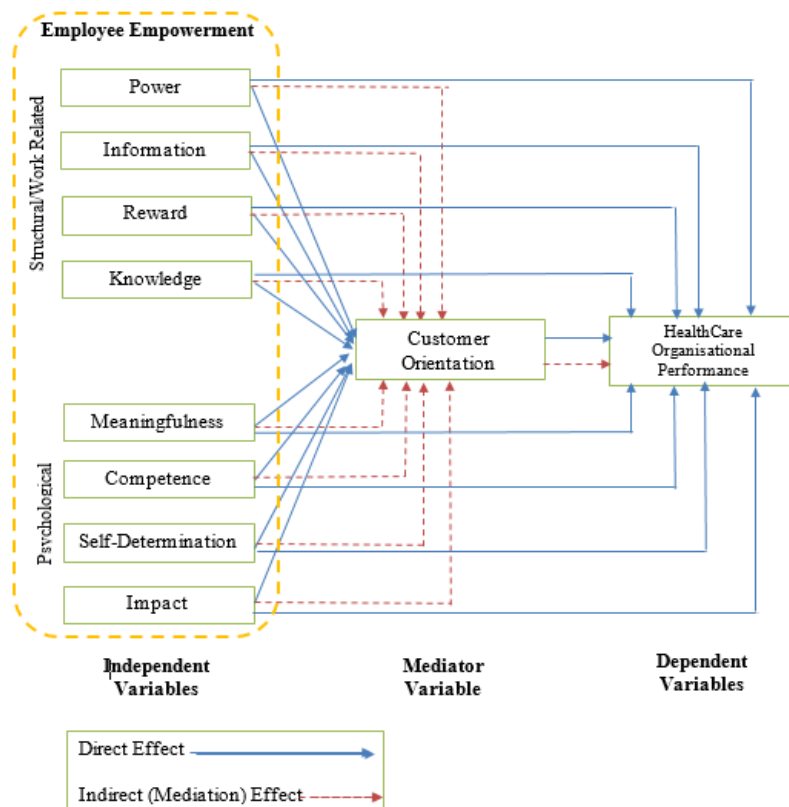 Employee Empowerment
Structural/Work Related
Power
Information
Reward
Knowledge
Customer
Orientation
HealthCare
Organisational
Performance
Psychological
Meaningfulness
Competence
Self-Determination
Impact
Independent
Variables
Mediator
Variable
Dependent
Variables
Direct Effect
Indirect (Mediation) Effect